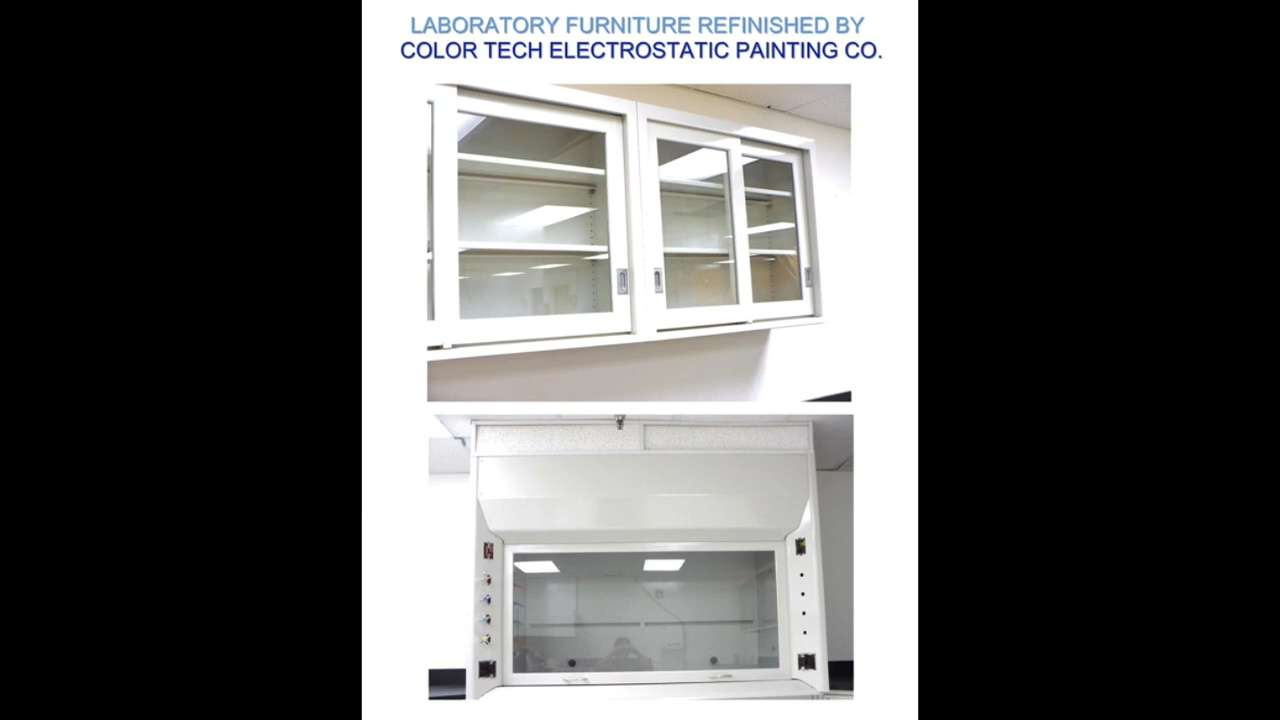 LABORATORY FURNITURE REFINISHED BY
COLOR TECH ELECTROSTATIC PAINTING CO.